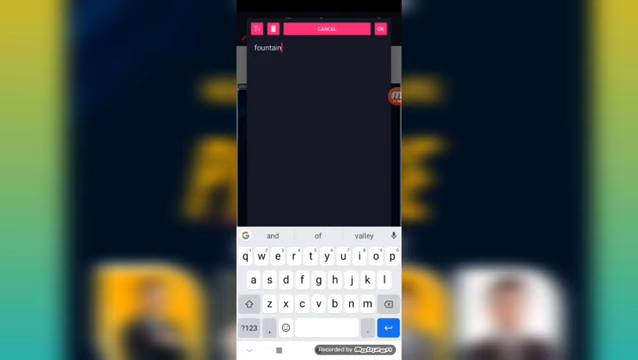 CANCEL
OK
fountain
and of valley
q w e r t y u i o p
a s d f g h j k l
z x c v b n m
?123 , .
Recorded by